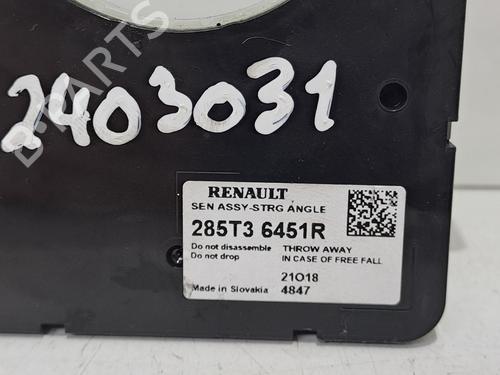 B-PARTS
2403031
RENAULT
SEN ASSY-STRG ANGLE
285T3 6451R
Do not disassemble THROW AWAY
Do not drop IN CASE OF FREE FALL
21O18
Made in Slovakia 4847